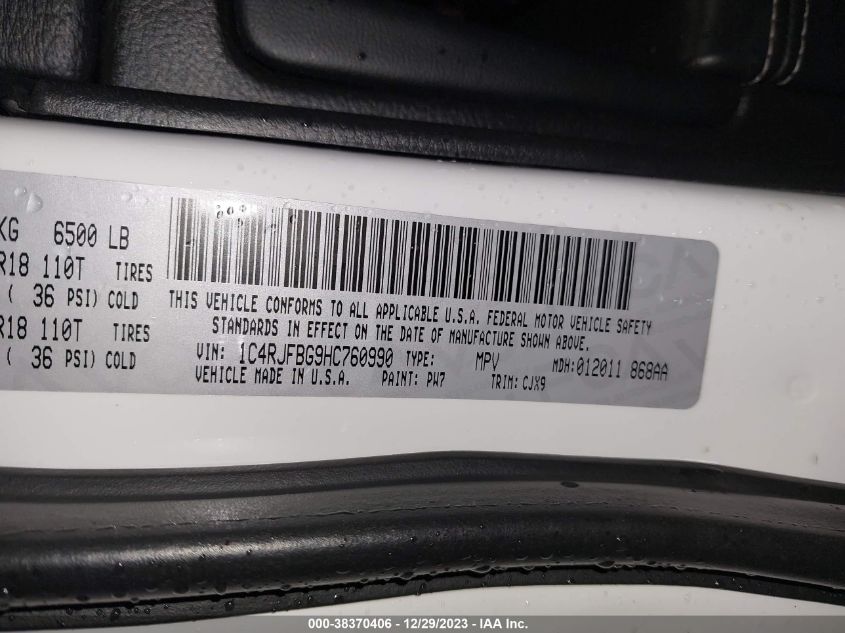 KG 6500 LB
R18 110T TIRES
( 36 PSI) COLD
R18 110T TIRES
( 36 PSI) COLD
THIS VEHICLE CONFORMS TO ALL APPLICABLE U.S.A. FEDERAL MOTOR VEHICLE SAFETY
STANDARDS IN EFFECT ON THE DATE OF MANUFACTURE SHOWN ABOVE.
VIN: 1C4RJFBG9HC760990 TYPE: MPV MDH:012011 868AA
VEHICLE MADE IN U.S.A. PAINT: PW7 TRIM: CJX9
000-38370406 - 12/29/2023 - IAA Inc.